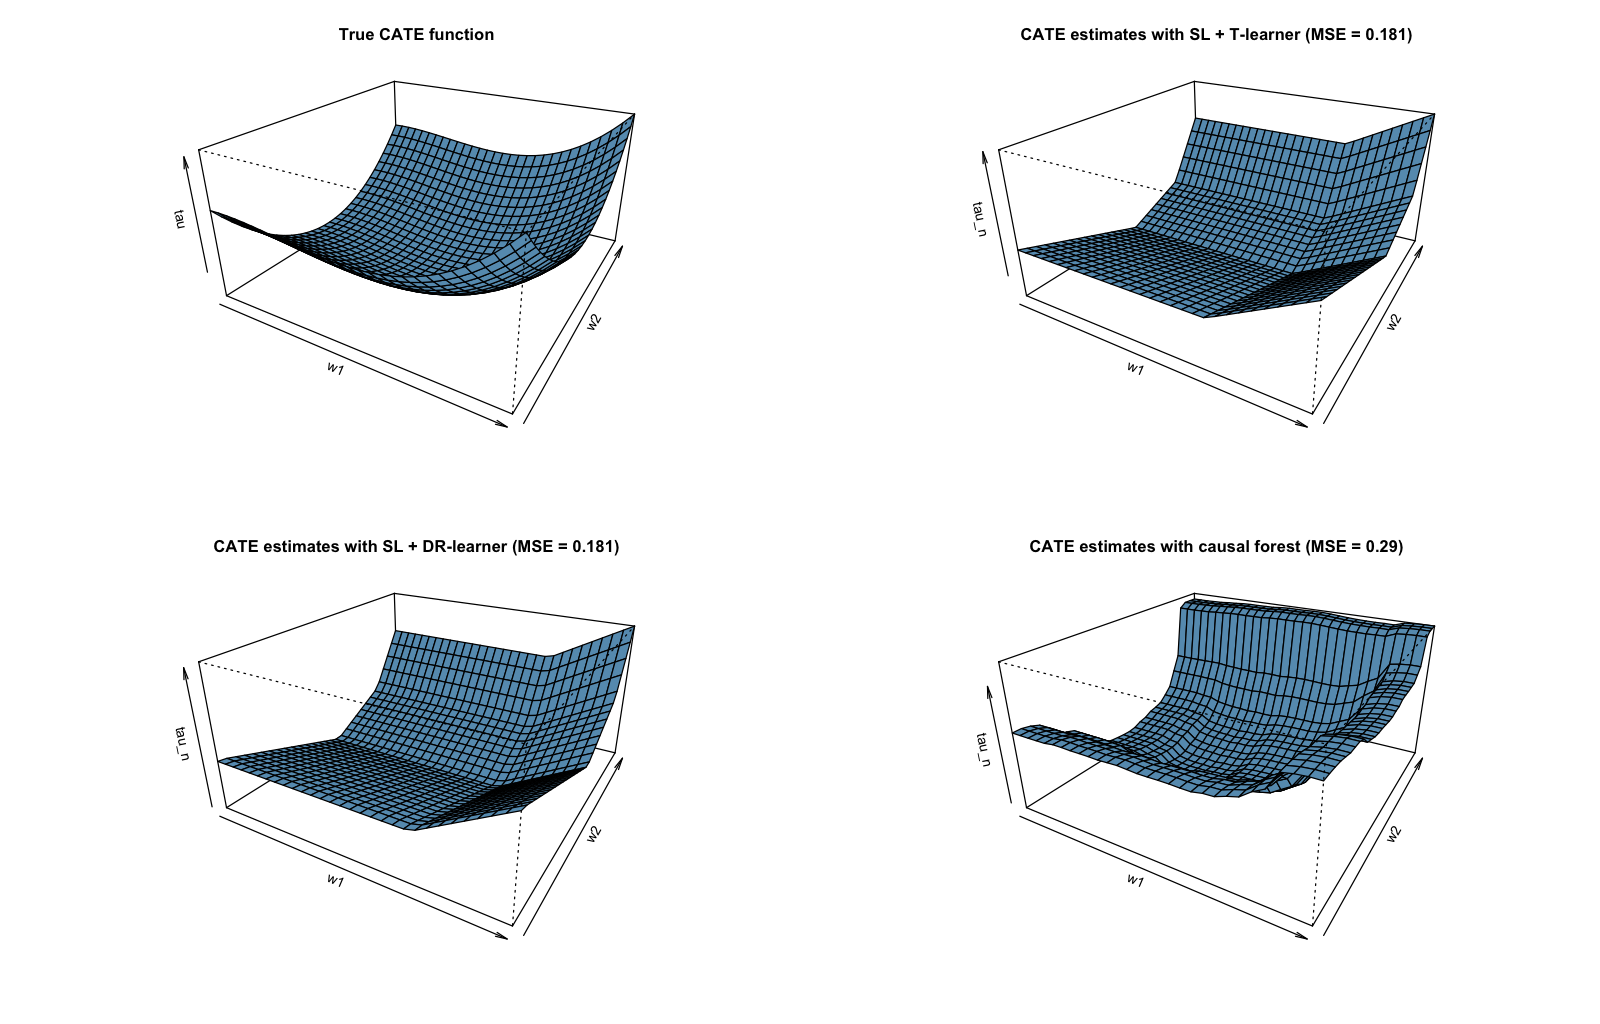 True CATE function
tau
w1
w2
CATE estimates with SL + T-learner (MSE = 0.181)
tau_n
w1
w2
CATE estimates with SL + DR-learner (MSE = 0.181)
tau_n
w1
w2
CATE estimates with causal forest (MSE = 0.29)
tau_n
w1
w2